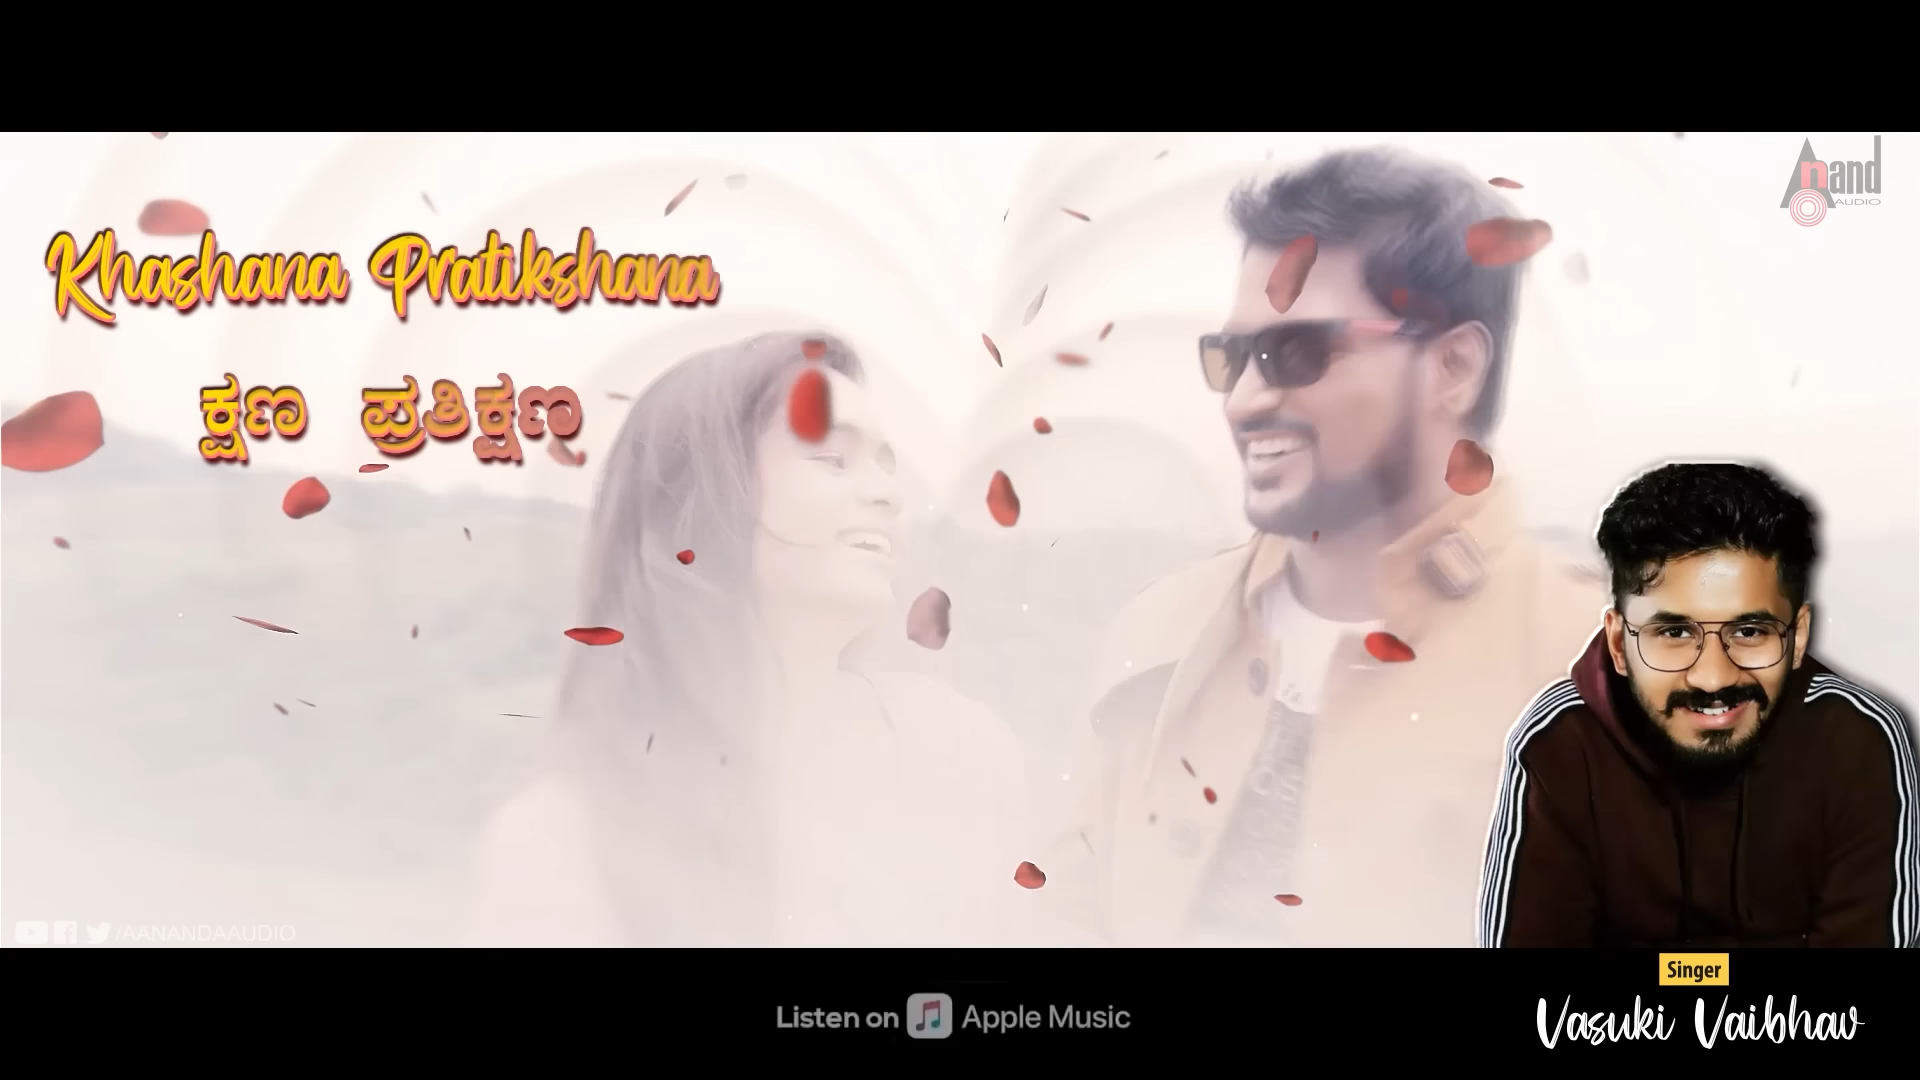 Anand
AUDIO
Khashana Pratikshana
ಕ್ಷಣ ಪ್ರತಿಕ್ಷಣ
/AANANDAAUDIO
Singer
Listen on Apple Music
Vasuki Vaibhav